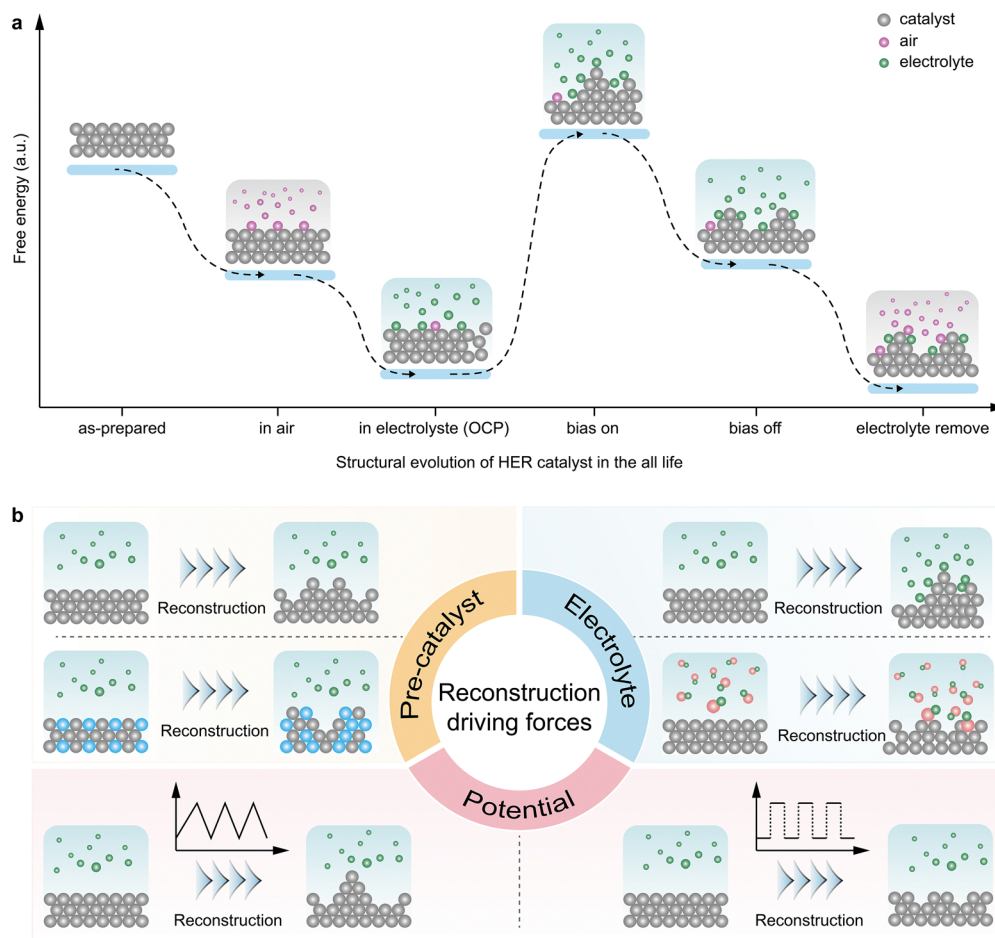 a
catalyst
air
electrolyte
Free energy (a.u.)
as-prepared
in air
in electrolyste (OCP)
bias on
bias off
electrolyte remove
Structural evolution of HER catalyst in the all life
b
Reconstruction
Reconstruction
Reconstruction
Reconstruction
Pre-catalyst
Electrolyte
Potential
Reconstruction
driving forces
Reconstruction
Reconstruction